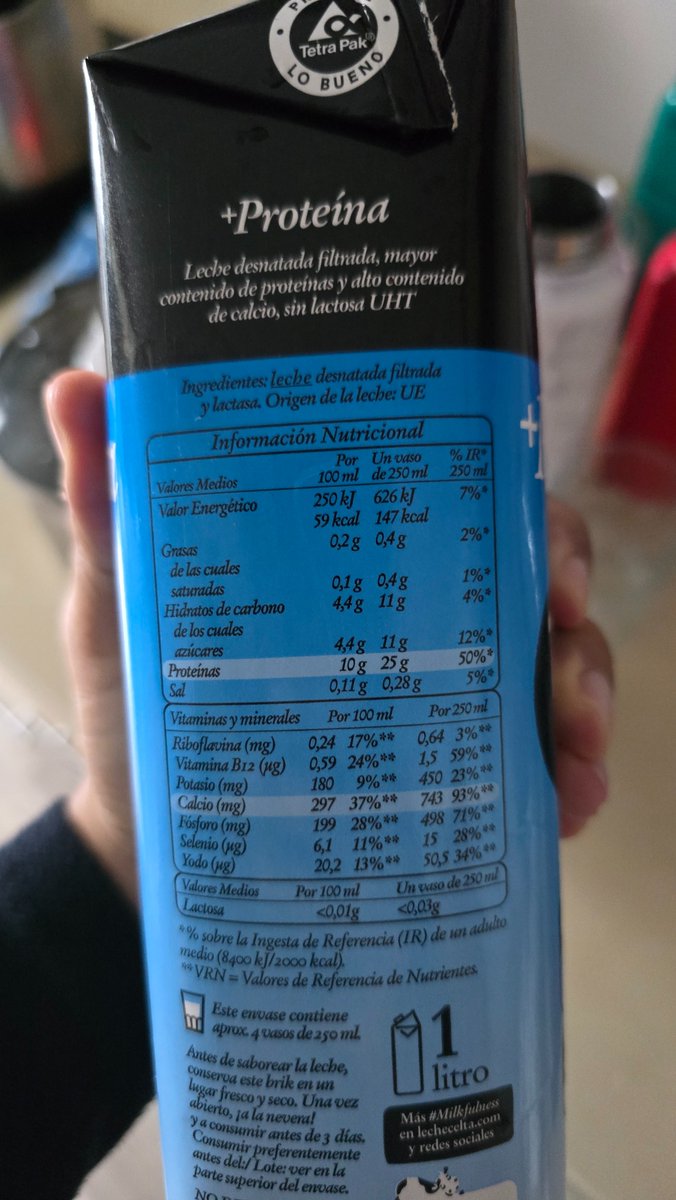 Tetra Pak
LO BUENO
+Proteína
Leche desnatada filtrada, mayor
contenido de proteínas y alto contenido
de calcio, sin lactosa UHT
Ingredientes: leche desnatada filtrada
y lactasa. Origen de la leche: UE
Información Nutricional
Valores Medios Por 100 ml Un vaso de 250 ml % IR* 250 ml
Valor Energético 250 kJ 626 kJ 7%*
59 kcal 147 kcal
Grasas 0,2 g 0,4 g 2%*
de las cuales
saturadas 0,1 g 0,4 g 1%*
Hidratos de carbono 4,4 g 11 g 4%*
de los cuales
azúcares 4,4 g 11 g 12%*
Proteínas 10 g 25 g 50%*
Sal 0,11 g 0,28 g 5%*
Vitaminas y minerales Por 100 ml Por 250 ml
Riboflavina (mg) 0,24 17%** 0,64 3%**
Vitamina B12 (µg) 0,59 24%** 1,5 59%**
Potasio (mg) 180 9%** 450 23%**
Calcio (mg) 297 37%** 743 93%**
Fósforo (mg) 199 28%** 498 71%**
Selenio (µg) 6,1 11%** 15 28%**
Yodo (µg) 20,2 13%** 50,5 34%**
Valores Medios Por 100 ml Un vaso de 250 ml
Lactosa <0,01g <0,03g
*% sobre la Ingesta de Referencia (IR) de un adulto
medio (8400 kJ/2000 kcal).
**VRN = Valores de Referencia de Nutrientes.
Este envase contiene
aprox. 4 vasos de 250 ml.
1
litro
Antes de saborear la leche,
conserva este brik en un
lugar fresco y seco. Una vez
abierto, ¡a la nevera!
y a consumir antes de 3 días.
Consumir preferentemente
antes del:/ Lote: ver en la
parte superior del envase.
Más #Milkfulness
en lechecelta.com
y redes sociales